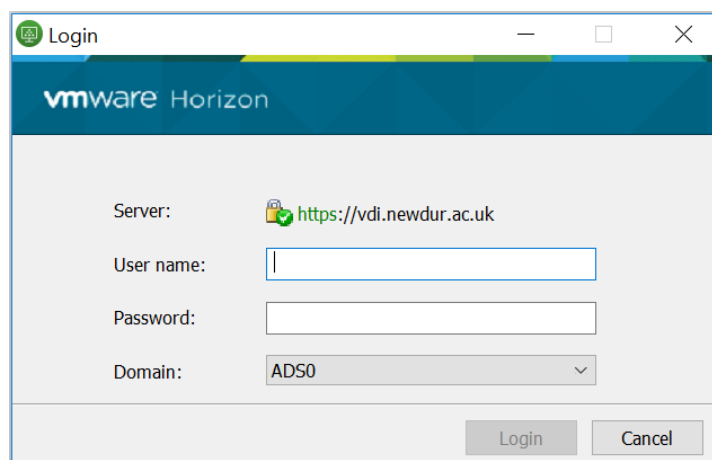 Login
vmware Horizon
Server: https://vdi.newdur.ac.uk
User name:
Password:
Domain: ADS0
Login Cancel